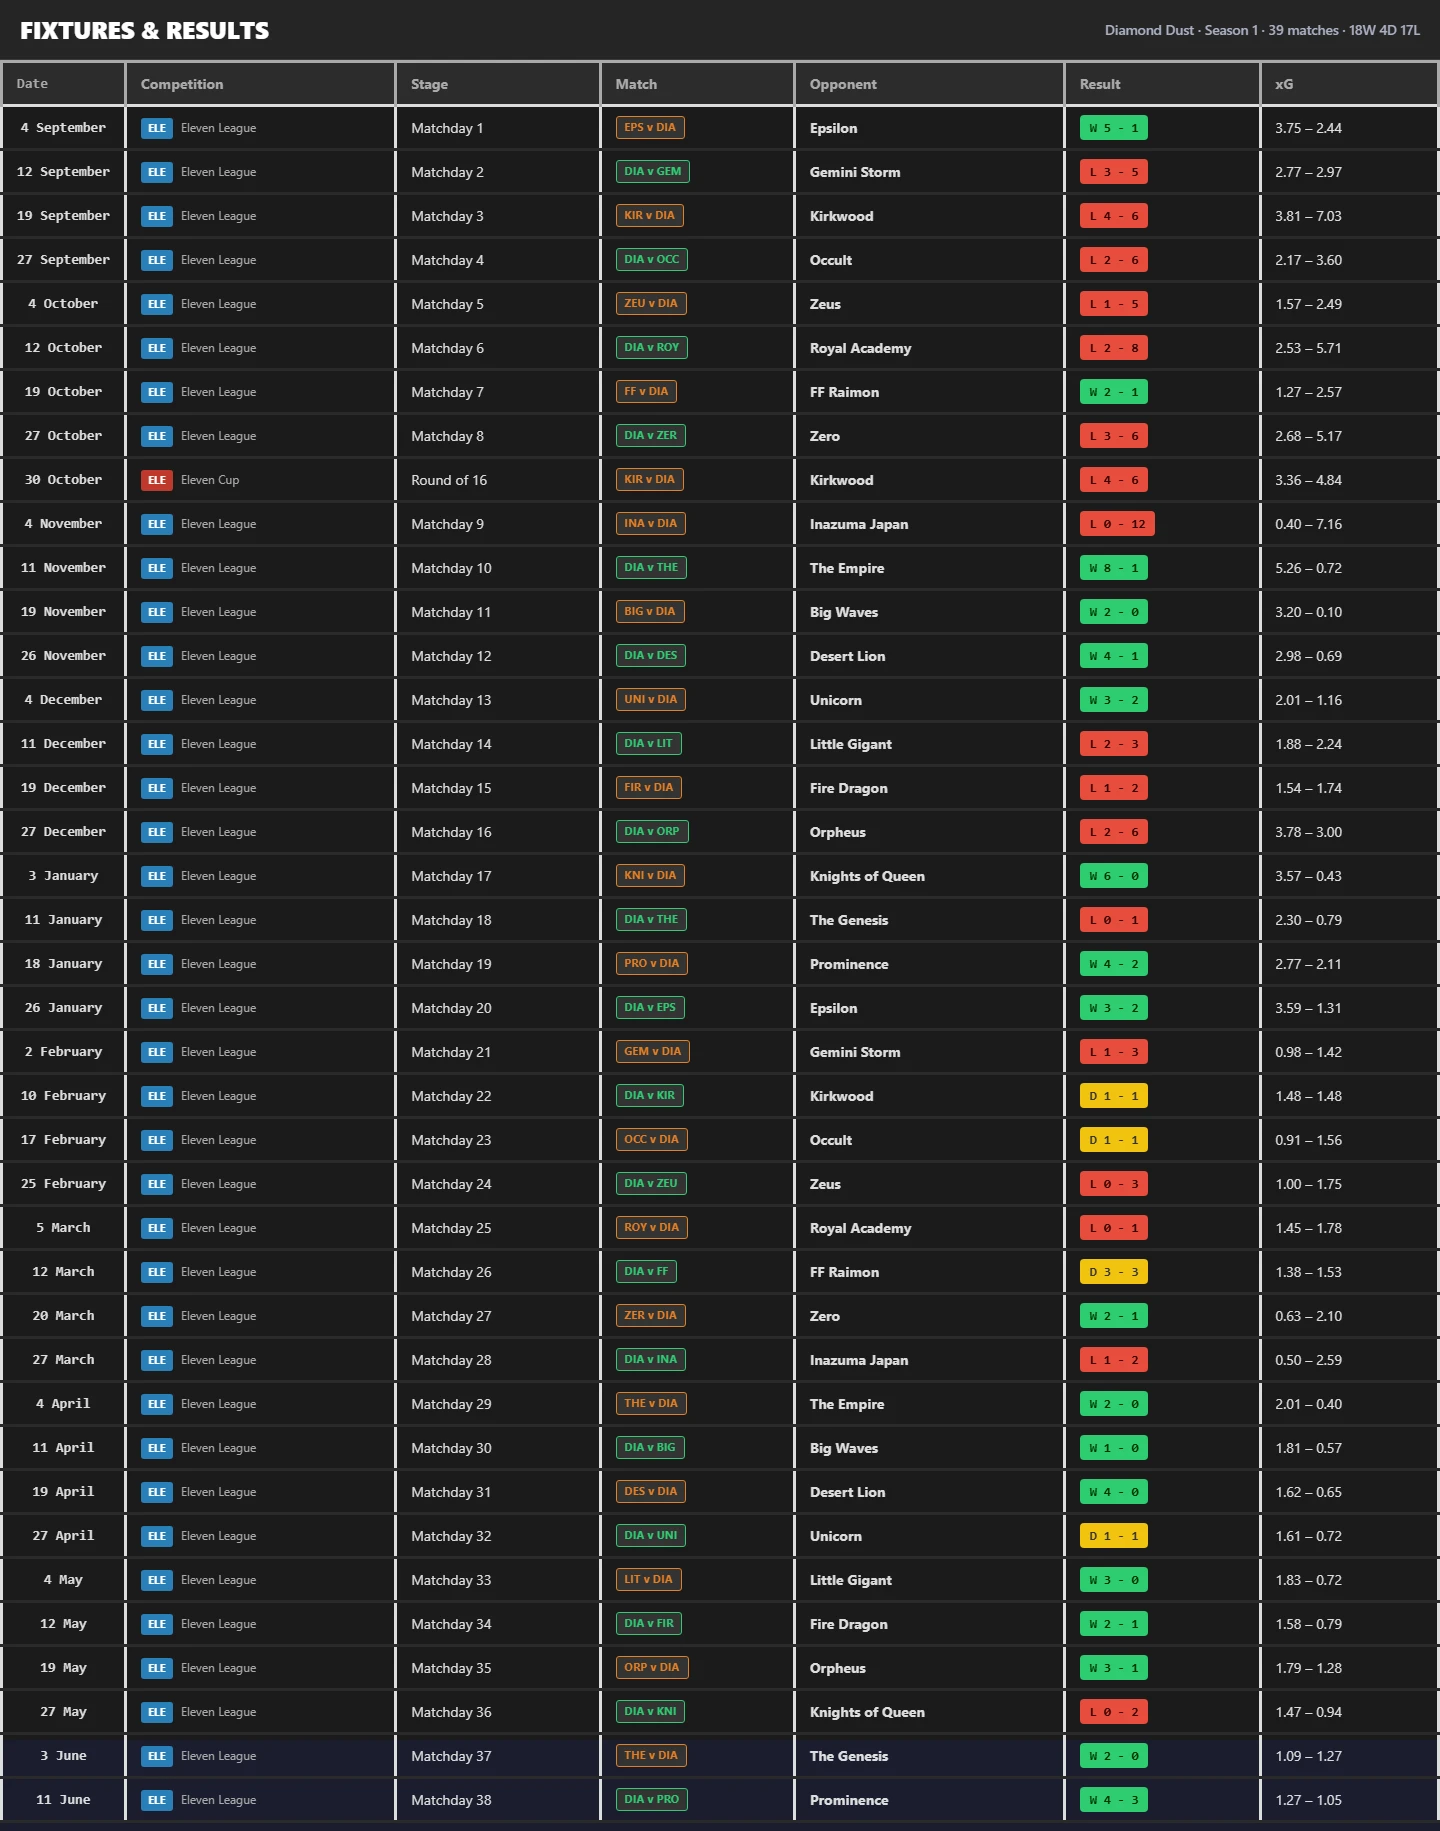 FIXTURES & RESULTS
Diamond Dust · Season 1 · 39 matches · 18W 4D 17L
Date Competition Stage Match Opponent Result xG
4 September ELE Eleven League Matchday 1 EPS v DIA Epsilon W 5 - 1 3.75 – 2.44
12 September ELE Eleven League Matchday 2 DIA v GEM Gemini Storm L 3 - 5 2.77 – 2.97
19 September ELE Eleven League Matchday 3 KIR v DIA Kirkwood L 4 - 6 3.81 – 7.03
27 September ELE Eleven League Matchday 4 DIA v OCC Occult L 2 - 6 2.17 – 3.60
4 October ELE Eleven League Matchday 5 ZEU v DIA Zeus L 1 - 5 1.57 – 2.49
12 October ELE Eleven League Matchday 6 DIA v ROY Royal Academy L 2 - 8 2.53 – 5.71
19 October ELE Eleven League Matchday 7 FF v DIA FF Raimon W 2 - 1 1.27 – 2.57
27 October ELE Eleven League Matchday 8 DIA v ZER Zero L 3 - 6 2.68 – 5.17
30 October ELE Eleven Cup Round of 16 KIR v DIA Kirkwood L 4 - 6 3.36 – 4.84
4 November ELE Eleven League Matchday 9 INA v DIA Inazuma Japan L 0 - 12 0.40 – 7.16
11 November ELE Eleven League Matchday 10 DIA v THE The Empire W 8 - 1 5.26 – 0.72
19 November ELE Eleven League Matchday 11 BIG v DIA Big Waves W 2 - 0 3.20 – 0.10
26 November ELE Eleven League Matchday 12 DIA v DES Desert Lion W 4 - 1 2.98 – 0.69
4 December ELE Eleven League Matchday 13 UNI v DIA Unicorn W 3 - 2 2.01 – 1.16
11 December ELE Eleven League Matchday 14 DIA v LIT Little Gigant L 2 - 3 1.88 – 2.24
19 December ELE Eleven League Matchday 15 FIR v DIA Fire Dragon L 1 - 2 1.54 – 1.74
27 December ELE Eleven League Matchday 16 DIA v ORP Orpheus L 2 - 6 3.78 – 3.00
3 January ELE Eleven League Matchday 17 KNI v DIA Knights of Queen W 6 - 0 3.57 – 0.43
11 January ELE Eleven League Matchday 18 DIA v THE The Genesis L 0 - 1 2.30 – 0.79
18 January ELE Eleven League Matchday 19 PRO v DIA Prominence W 4 - 2 2.77 – 2.11
26 January ELE Eleven League Matchday 20 DIA v EPS Epsilon W 3 - 2 3.59 – 1.31
2 February ELE Eleven League Matchday 21 GEM v DIA Gemini Storm L 1 - 3 0.98 – 1.42
10 February ELE Eleven League Matchday 22 DIA v KIR Kirkwood D 1 - 1 1.48 – 1.48
17 February ELE Eleven League Matchday 23 OCC v DIA Occult D 1 - 1 0.91 – 1.56
25 February ELE Eleven League Matchday 24 DIA v ZEU Zeus L 0 - 3 1.00 – 1.75
5 March ELE Eleven League Matchday 25 ROY v DIA Royal Academy L 0 - 1 1.45 – 1.78
12 March ELE Eleven League Matchday 26 DIA v FF FF Raimon D 3 - 3 1.38 – 1.53
20 March ELE Eleven League Matchday 27 ZER v DIA Zero W 2 - 1 0.63 – 2.10
27 March ELE Eleven League Matchday 28 DIA v INA Inazuma Japan L 1 - 2 0.50 – 2.59
4 April ELE Eleven League Matchday 29 THE v DIA The Empire W 2 - 0 2.01 – 0.40
11 April ELE Eleven League Matchday 30 DIA v BIG Big Waves W 1 - 0 1.81 – 0.57
19 April ELE Eleven League Matchday 31 DES v DIA Desert Lion W 4 - 0 1.62 – 0.65
27 April ELE Eleven League Matchday 32 DIA v UNI Unicorn D 1 - 1 1.61 – 0.72
4 May ELE Eleven League Matchday 33 LIT v DIA Little Gigant W 3 - 0 1.83 – 0.72
12 May ELE Eleven League Matchday 34 DIA v FIR Fire Dragon W 2 - 1 1.58 – 0.79
19 May ELE Eleven League Matchday 35 ORP v DIA Orpheus W 3 - 1 1.79 – 1.28
27 May ELE Eleven League Matchday 36 DIA v KNI Knights of Queen L 0 - 2 1.47 – 0.94
3 June ELE Eleven League Matchday 37 THE v DIA The Genesis W 2 - 0 1.09 – 1.27
11 June ELE Eleven League Matchday 38 DIA v PRO Prominence W 4 - 3 1.27 – 1.05